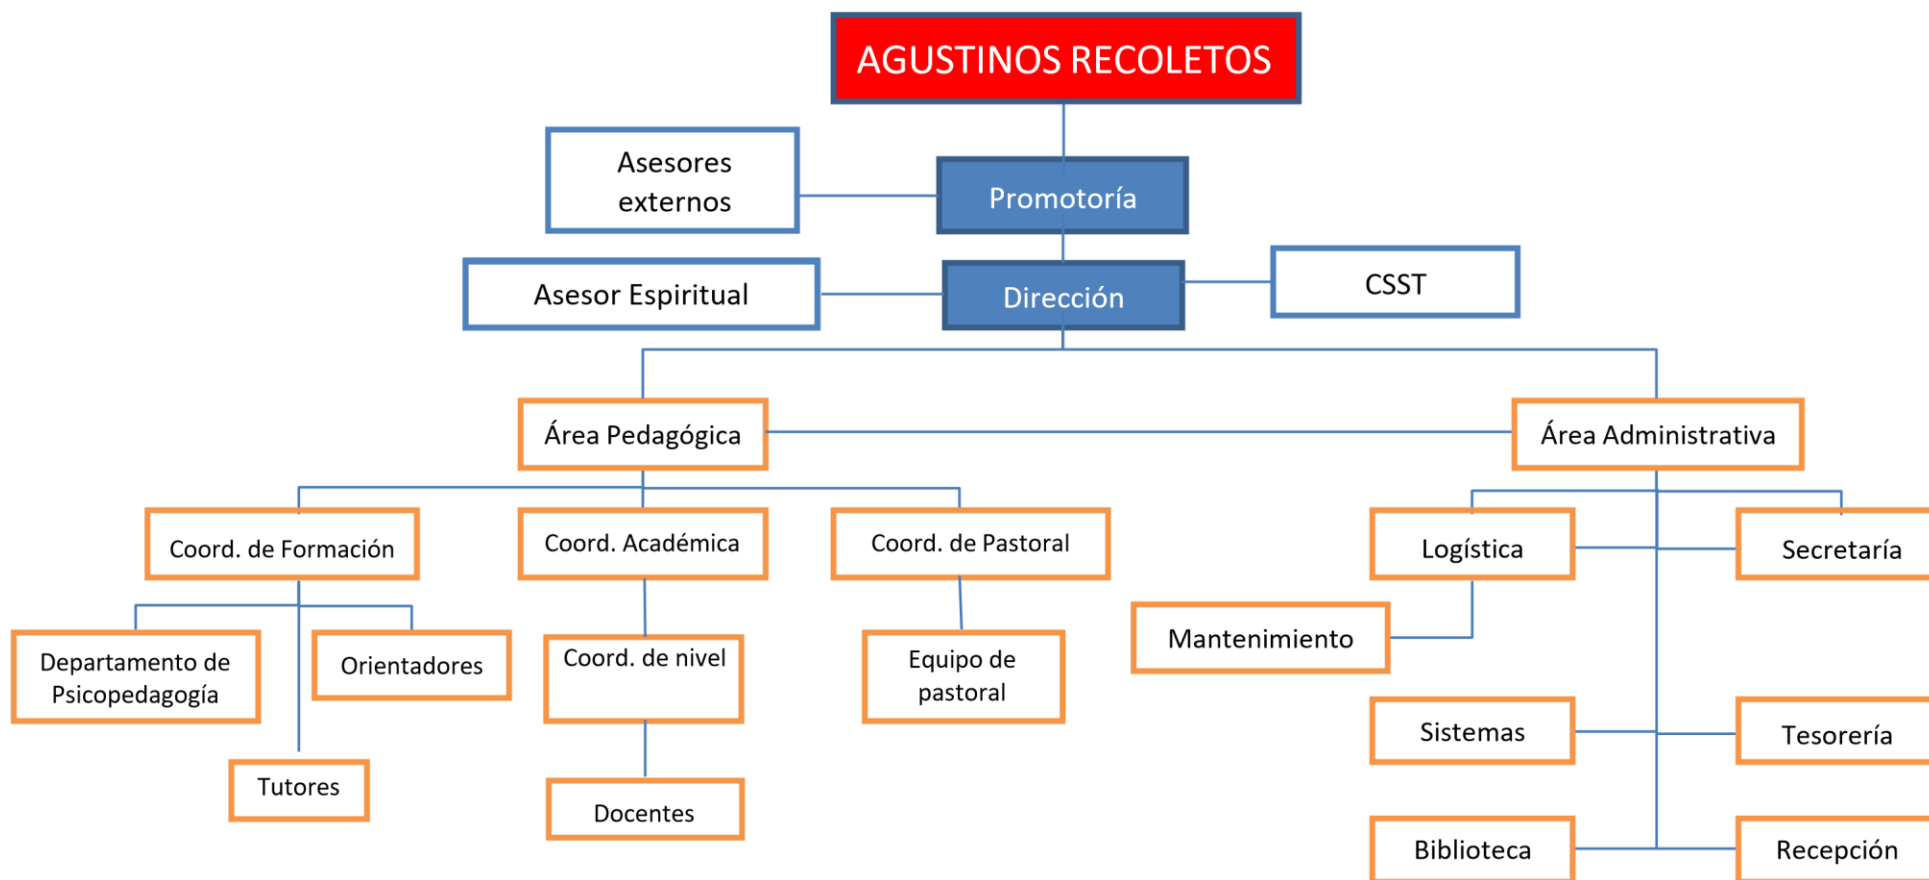 AGUSTINOS RECOLETOS
Asesores
externos
Promotoría
Asesor Espiritual
Dirección
CSST
Área Pedagógica
Área Administrativa
Coord. de Formación
Coord. Académica
Coord. de Pastoral
Logística
Secretaría
Departamento de
Psicopedagogía
Orientadores
Coord. de nivel
Equipo de
pastoral
Mantenimiento
Sistemas
Tesorería
Tutores
Docentes
Biblioteca
Recepción